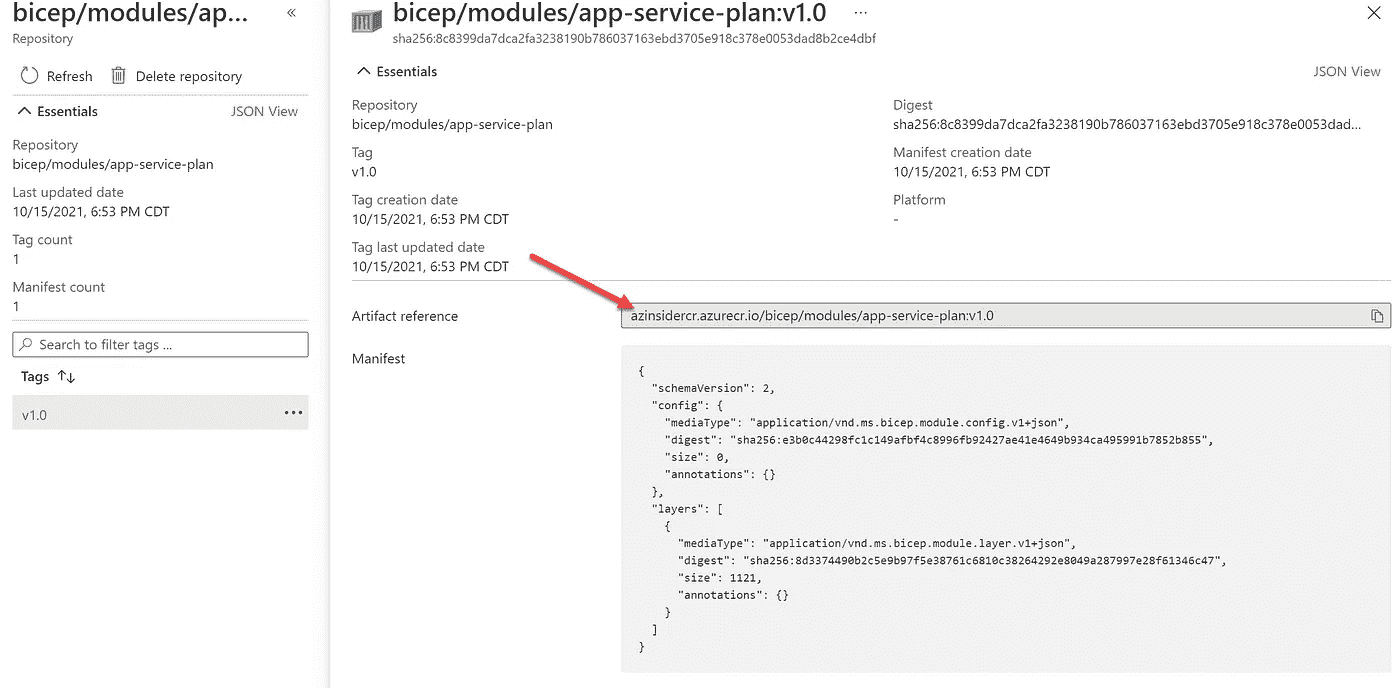 bicep/modules/ap...
«
Repository
Refresh
Delete repository
Essentials
JSON View
Repository
bicep/modules/app-service-plan
Last updated date
10/15/2021, 6:53 PM CDT
Tag count
1
Manifest count
1
Search to filter tags ...
Tags ↑↓
v1.0
...
bicep/modules/app-service-plan:v1.0 ...
sha256:8c8399da7dca2fa3238190b786037163ebd3705e918c378e0053dad8b2ce4dbf
Essentials
JSON View
Repository
bicep/modules/app-service-plan
Tag
v1.0
Tag creation date
10/15/2021, 6:53 PM CDT
Tag last updated date
10/15/2021, 6:53 PM CDT
Digest
sha256:8c8399da7dca2fa3238190b786037163ebd3705e918c378e0053dad...
Manifest creation date
10/15/2021, 6:53 PM CDT
Platform
-
Artifact reference
azinsidercr.azurecr.io/bicep/modules/app-service-plan:v1.0
Manifest
{
"schemaVersion": 2,
"config": {
"mediaType": "application/vnd.ms.bicep.module.config.v1+json",
"digest": "sha256:e3b0c44298fc1c149afbf4c8996fb92427ae41e4649b934ca495991b7852b855",
"size": 0,
"annotations": {}
},
"layers": [
{
"mediaType": "application/vnd.ms.bicep.module.layer.v1+json",
"digest": "sha256:8d3374490b2c5e9b97f5e38761c6810c38264292e8049a287997e28f61346c47",
"size": 1121,
"annotations": {}
}
]
}